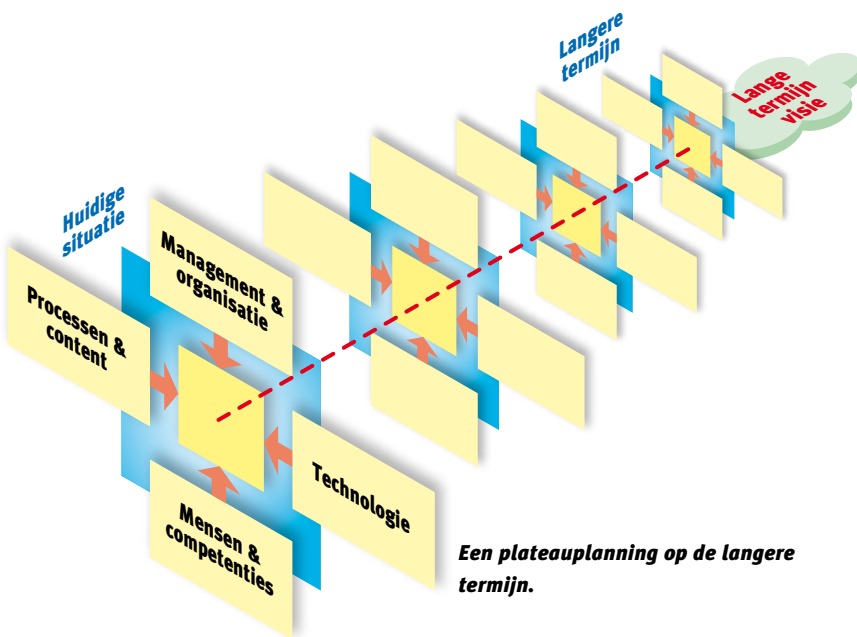 Langere
termijn
Lange
termijn
visie
Huidige
situatie
Management &
organisatie
Processen &
content
Technologie
Mensen &
competenties
Een plateauplanning op de langere
termijn.